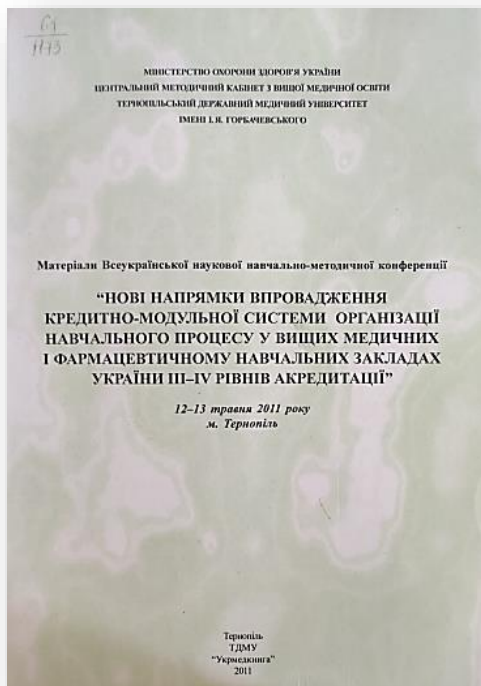 МІНІСТЕРСТВО ОХОРОНИ ЗДОРОВ'Я УКРАЇНИ
ЦЕНТРАЛЬНИЙ МЕТОДИЧНИЙ КАБІНЕТ З ВИЩОЇ МЕДИЧНОЇ ОСВІТИ
ТЕРНОПІЛЬСЬКИЙ ДЕРЖАВНИЙ МЕДИЧНИЙ УНІВЕРСИТЕТ
ІМЕНІ І. Я. ГОРБАЧЕВСЬКОГО
Матеріали Всеукраїнської наукової навчально-методичної конференції
“НОВІ НАПРЯМКИ ВПРОВАДЖЕННЯ
КРЕДИТНО-МОДУЛЬНОЇ СИСТЕМИ ОРГАНІЗАЦІЇ
НАВЧАЛЬНОГО ПРОЦЕСУ У ВИЩИХ МЕДИЧНИХ
І ФАРМАЦЕВТИЧНОМУ НАВЧАЛЬНИХ ЗАКЛАДАХ
УКРАЇНИ III–IV РІВНІВ АКРЕДИТАЦІЇ”
12–13 травня 2011 року
м. Тернопіль
Тернопіль
ТДМУ
“Укрмедкнига”
2011